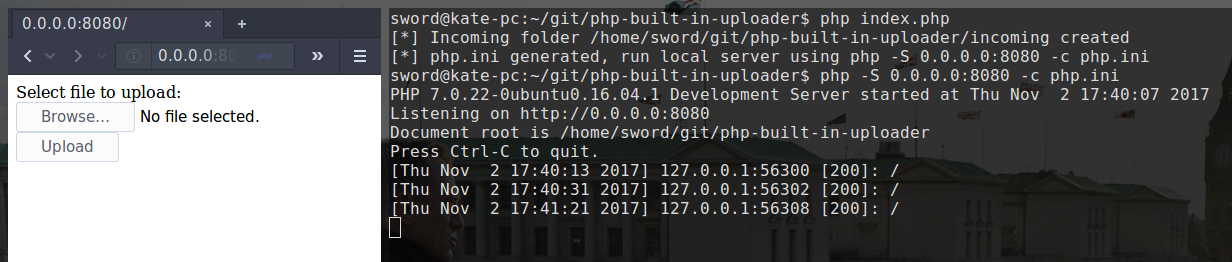 0.0.0.0:8080/
0.0.0.0:80
php
Select file to upload:
Browse...
No file selected.
Upload
sword@kate-pc:~/git/php-built-in-uploader$ php index.php
[*] Incoming folder /home/sword/git/php-built-in-uploader/incoming created
[*] php.ini generated, run local server using php -S 0.0.0.0:8080 -c php.ini
sword@kate-pc:~/git/php-built-in-uploader$ php -S 0.0.0.0:8080 -c php.ini
PHP 7.0.22-0ubuntu0.16.04.1 Development Server started at Thu Nov  2 17:40:07 2017
Listening on http://0.0.0.0:8080
Document root is /home/sword/git/php-built-in-uploader
Press Ctrl-C to quit.
[Thu Nov  2 17:40:13 2017] 127.0.0.1:56300 [200]: /
[Thu Nov  2 17:40:31 2017] 127.0.0.1:56302 [200]: /
[Thu Nov  2 17:41:21 2017] 127.0.0.1:56308 [200]: /